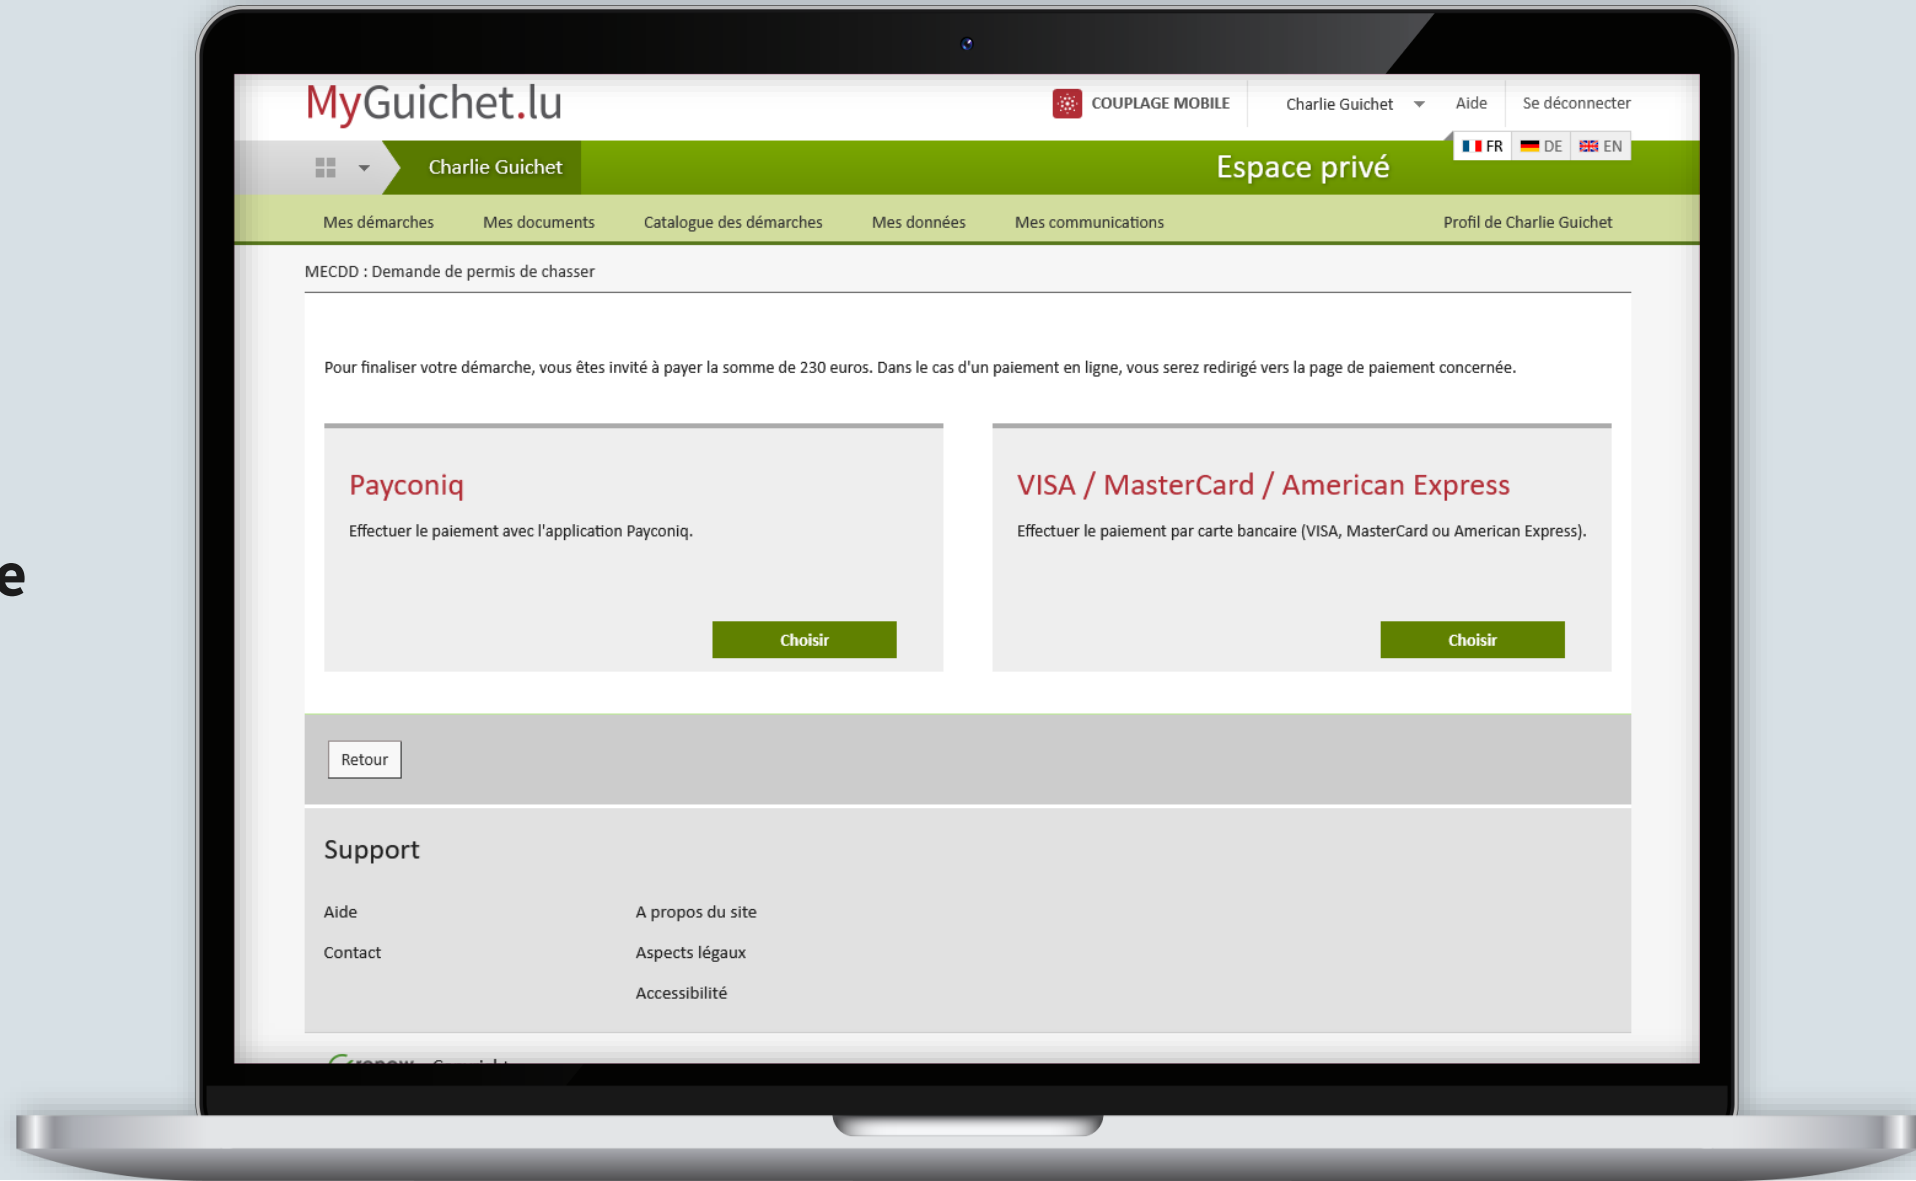 MyGuichet.lu
COUPLAGE MOBILE
Charlie Guichet
Aide
Se déconnecter
FR
DE
EN
Charlie Guichet
Espace privé
Mes démarches
Mes documents
Catalogue des démarches
Mes données
Mes communications
Profil de Charlie Guichet
MECDD : Demande de permis de chasser
Pour finaliser votre démarche, vous êtes invité à payer la somme de 230 euros. Dans le cas d'un paiement en ligne, vous serez redirigé vers la page de paiement concernée.
Payconiq
Effectuer le paiement avec l'application Payconiq.
Choisir
VISA / MasterCard / American Express
Effectuer le paiement par carte bancaire (VISA, MasterCard ou American Express).
Choisir
e
Retour
Support
Aide
Contact
A propos du site
Aspects légaux
Accessibilité